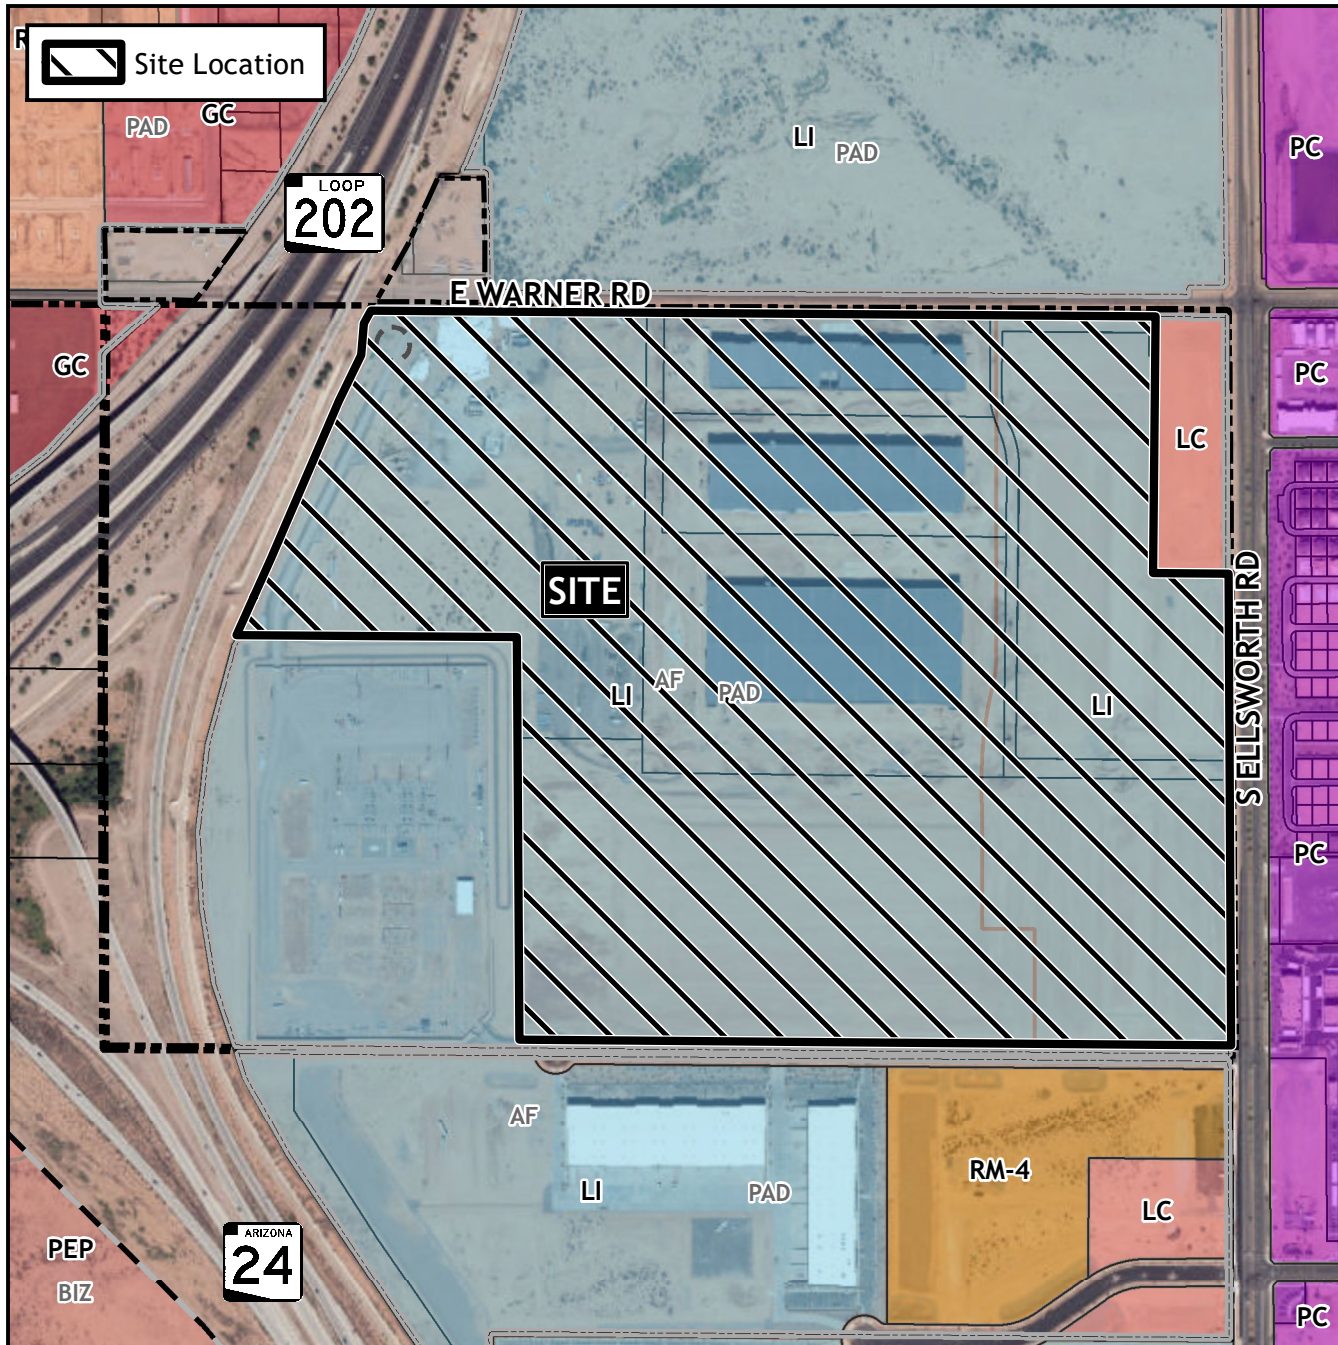 R
Site Location
GC
PAD
LOOP
202
LI
PAD
PC
E WARNER RD
GC
PC
LC
SITE
S ELLSWORTH RD
AF
PAD
LI
LI
PC
AF
LI
PAD
RM-4
LC
PEP
BIZ
ARIZONA
24
PC